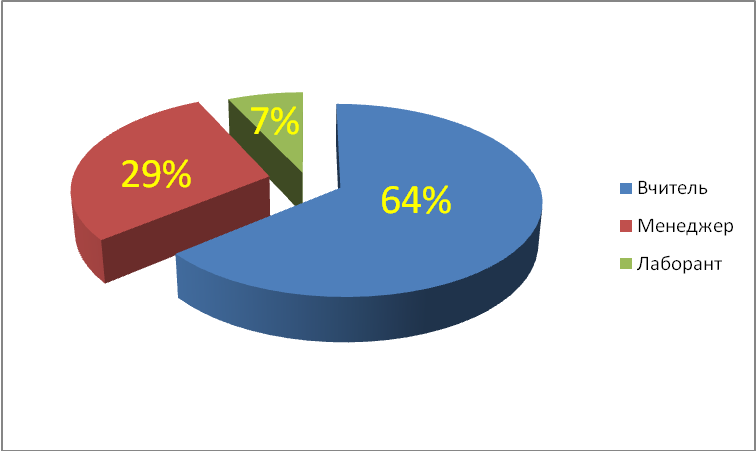 7%
29%
64%
Вчитель
Менеджер
Лаборант